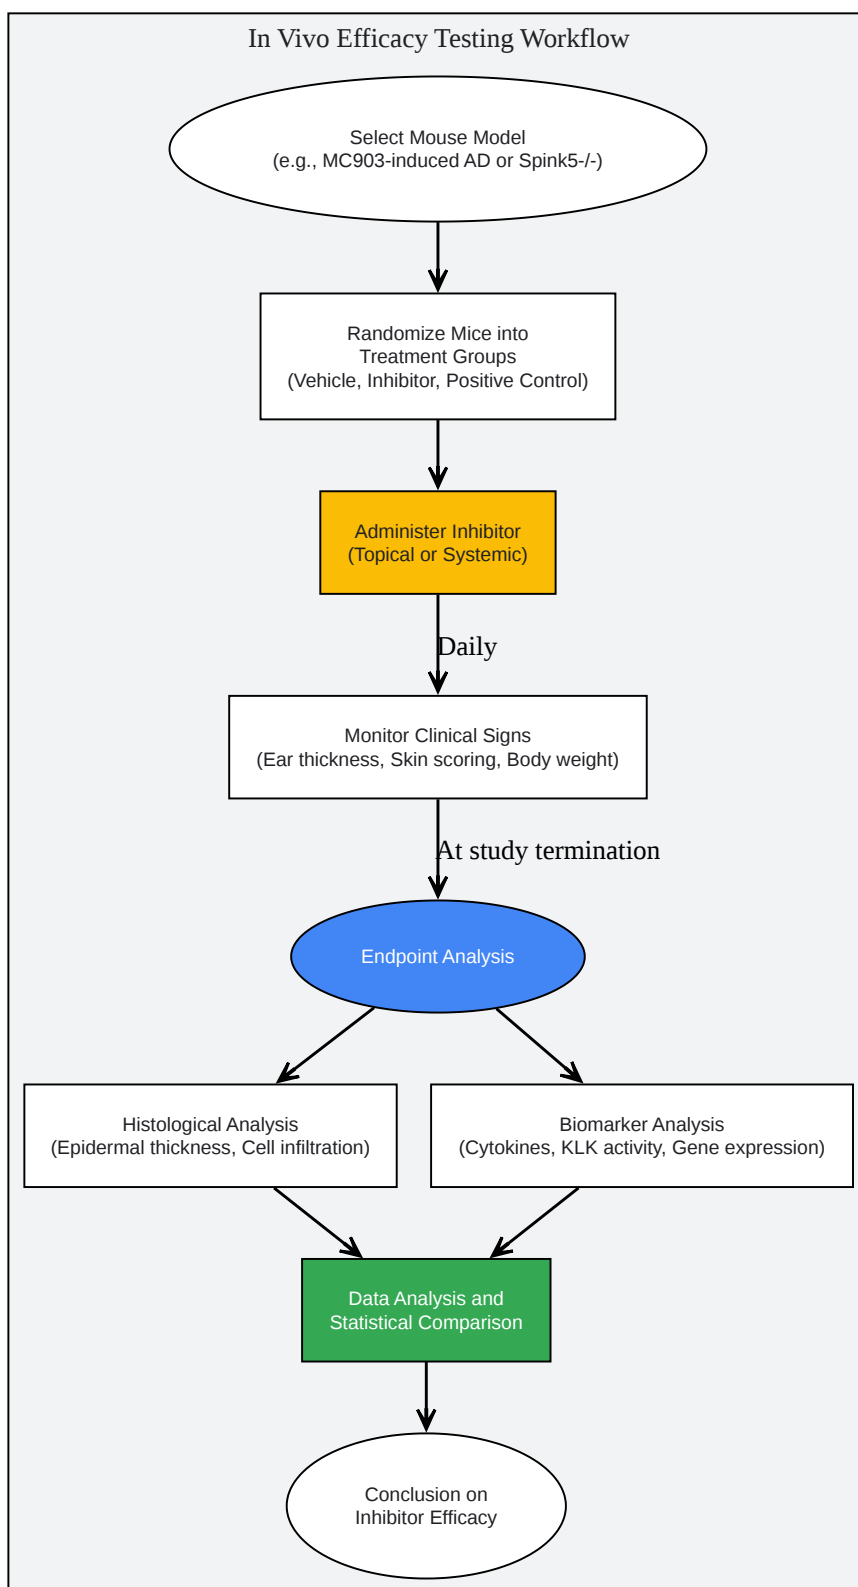 In Vivo Efficacy Testing Workflow
Select Mouse Model
(e.g., MC903-induced AD or Spink5-/-)
Randomize Mice into
Treatment Groups
(Vehicle, Inhibitor, Positive Control)
Administer Inhibitor
(Topical or Systemic)
Daily
Monitor Clinical Signs
(Ear thickness, Skin scoring, Body weight)
At study termination
Endpoint Analysis
Histological Analysis
(Epidermal thickness, Cell infiltration)
Biomarker Analysis
(Cytokines, KLK activity, Gene expression)
Data Analysis and
Statistical Comparison
Conclusion on
Inhibitor Efficacy